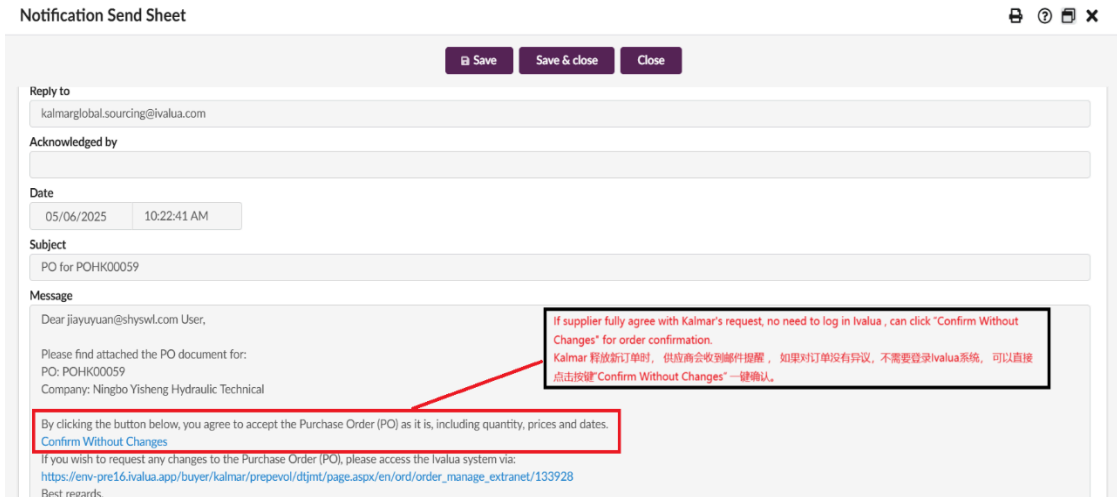 Notification Send Sheet
Save
Save & close
Close
Reply to
kalmarglobal.sourcing@ivalua.com
Acknowledged by
Date
05/06/2025 10:22:41 AM
Subject
PO for POHK00059
Message
Dear jiayuyuan@shyswl.com User,
Please find attached the PO document for:
PO: POHK00059
Company: Ningbo Yisheng Hydraulic Technical
If supplier fully agree with Kalmar's request, no need to log in Ivalua , can click "Confirm Without
Changes" for order confirmation.
Kalmar 释放新订单时， 供应商会收到邮件提醒 ， 如果对订单没有异议，不需要登录Ivalua系统， 可以直接
点击按键"Confirm Without Changes" 一键确认。
By clicking the button below, you agree to accept the Purchase Order (PO) as it is, including quantity, prices and dates.
Confirm Without Changes
If you wish to request any changes to the Purchase Order (PO), please access the Ivalua system via:
https://env-pre16.ivalua.app/buyer/kalmar/prepevol/dtjmt/page.aspx/en/ord/order_manage_extranet/133928
Best regards,